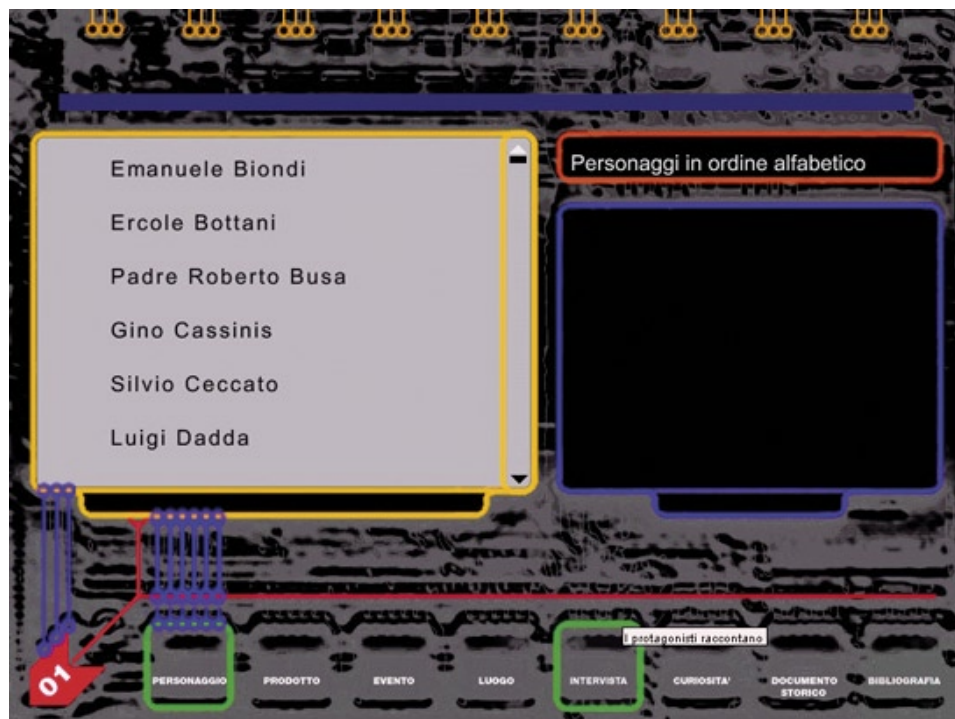 Emanuele Biondi
Ercole Bottani
Padre Roberto Busa
Gino Cassinis
Silvio Ceccato
Luigi Dadda
Personaggi in ordine alfabetico
I protagonisti raccontano
01
PERSONAGGIO
PRODOTTO
EVENTO
LUOGO
INTERVISTA
CURIOSITA'
DOCUMENTO
STORICO
BIBLIOGRAFIA